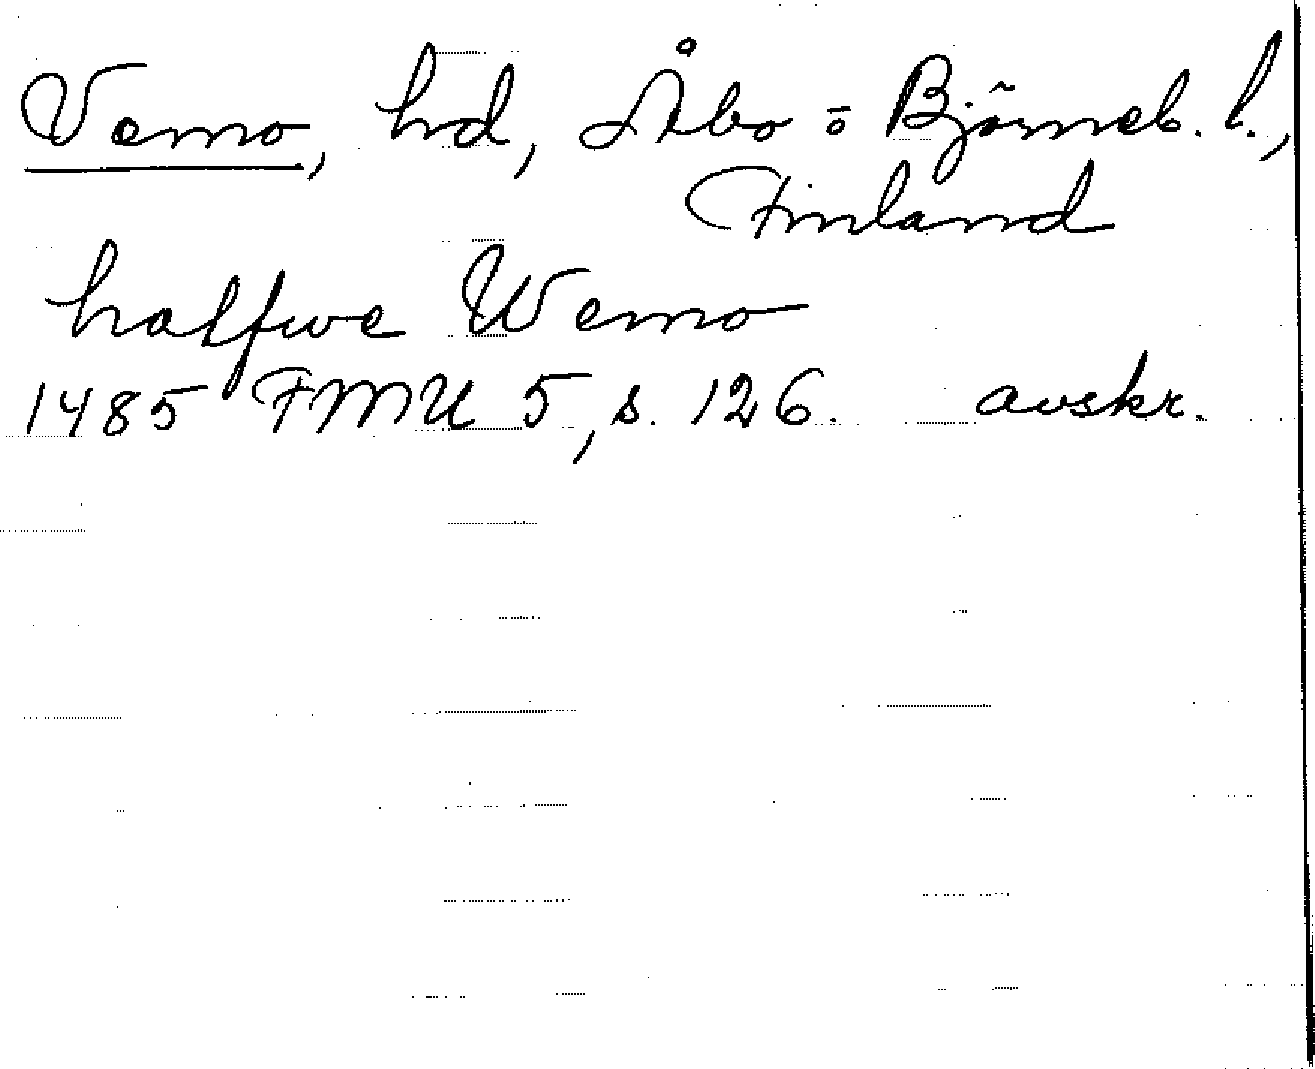 Vemo, hd, Åbo o Björneb. l.,
Finland
halfwe Wemo
1485 FMU 5, s. 126. avskr.